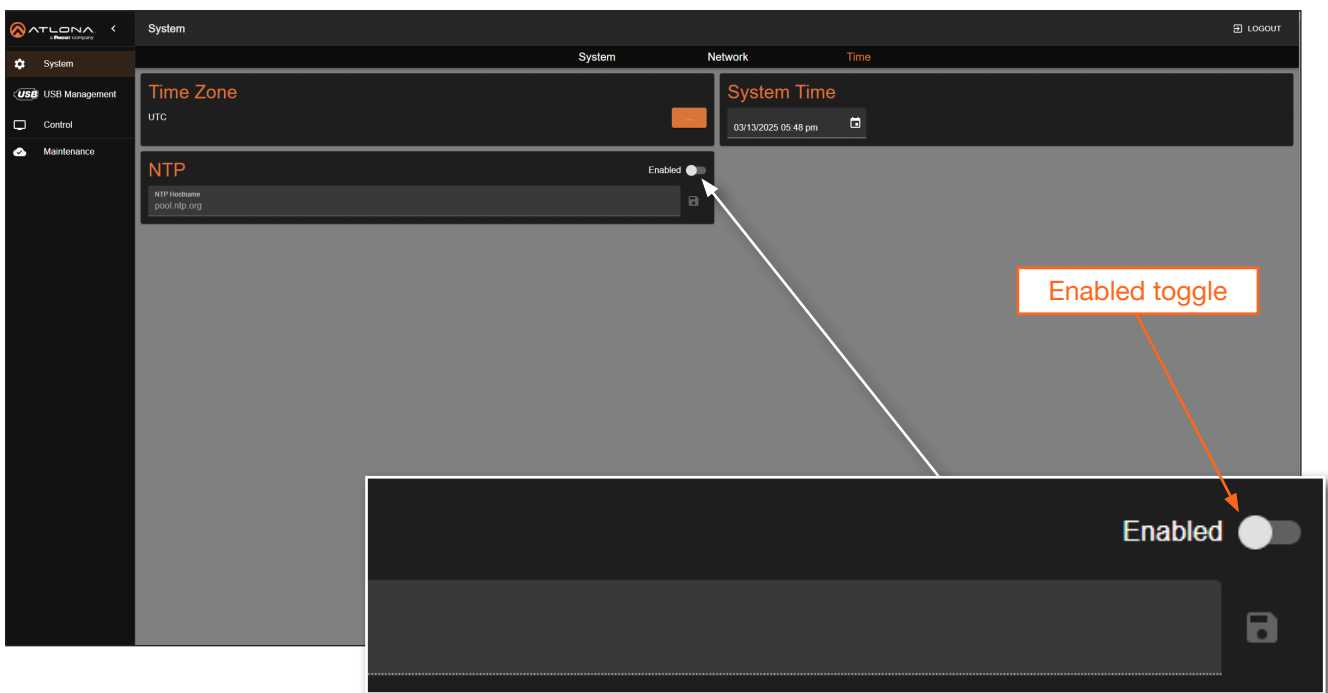 ATLONA
a Panduit company
System
LOGOUT
System
USB Management
Control
Maintenance
System
Network
Time
Time Zone
UTC
...
System Time
03/13/2025 05:48 pm
NTP
Enabled
NTP Hostname
pool.ntp.org
Enabled toggle
Enabled